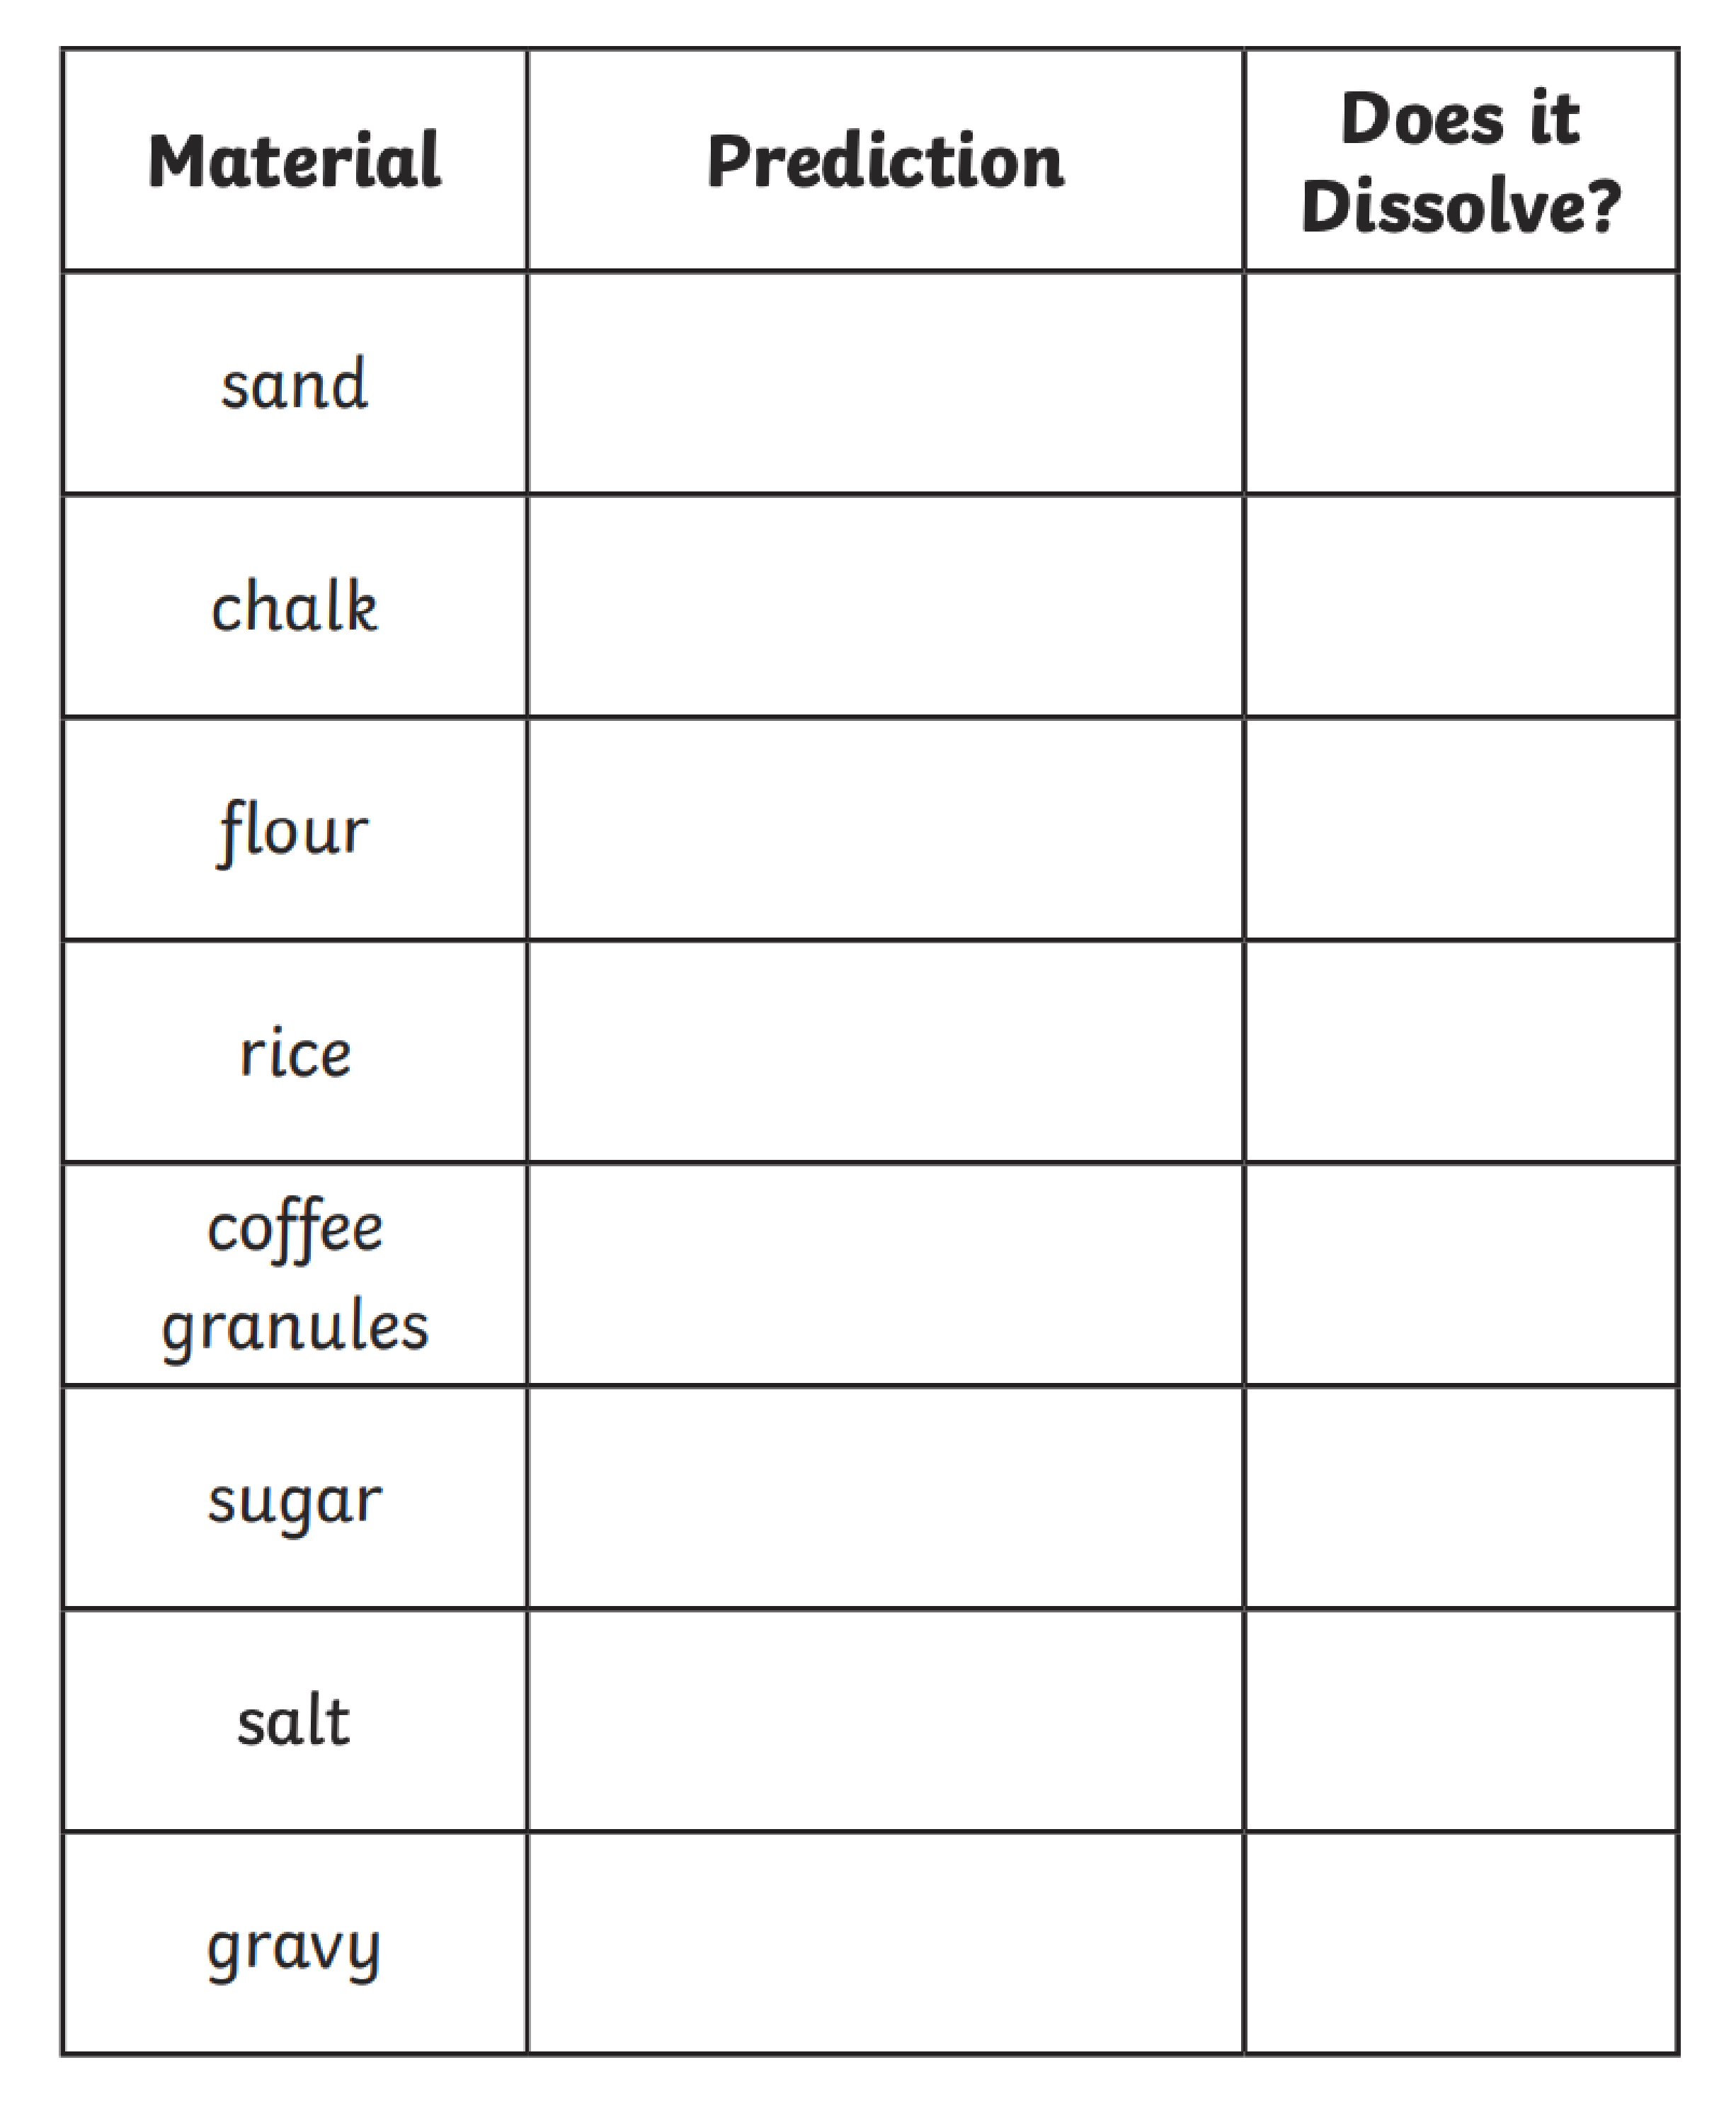 Material
Prediction
Does it
Dissolve?
sand
chalk
flour
rice
coffee
granules
sugar
salt
gravy